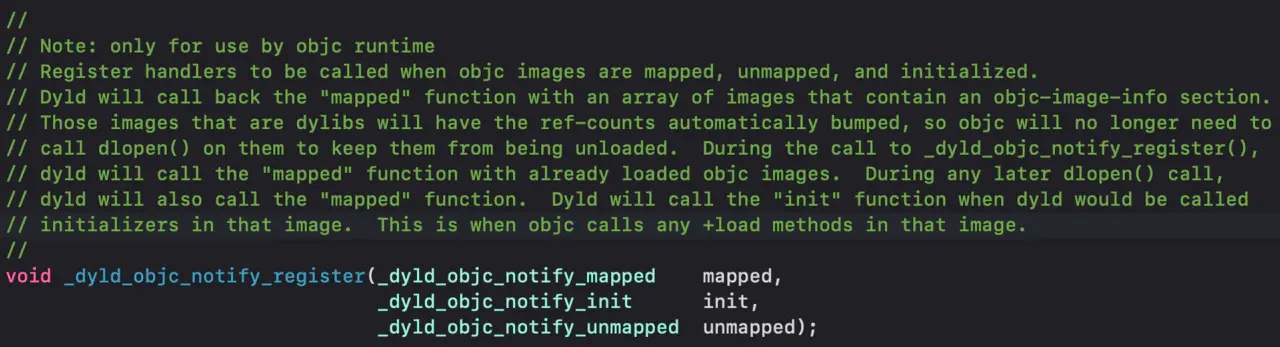 //
// Note: only for use by objc runtime
// Register handlers to be called when objc images are mapped, unmapped, and initialized.
// Dyld will call back the "mapped" function with an array of images that contain an objc-image-info section.
// Those images that are dylibs will have the ref-counts automatically bumped, so objc will no longer need to
// call dlopen() on them to keep them from being unloaded.  During the call to _dyld_objc_notify_register(),
// dyld will call the "mapped" function with already loaded objc images.  During any later dlopen() call,
// dyld will also call the "mapped" function.  Dyld will call the "init" function when dyld would be called
// initializers in that image.  This is when objc calls any +load methods in that image.
//
void _dyld_objc_notify_register(_dyld_objc_notify_mapped    mapped,
                                _dyld_objc_notify_init      init,
                                _dyld_objc_notify_unmapped  unmapped);